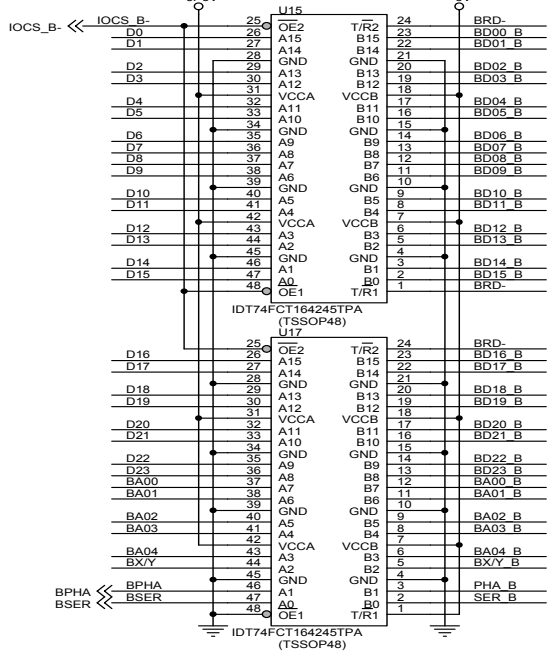 U15
IOCS_B- IOCS_B- 25 OE2 T/R2 24 BRD-
D0 26 A15 B15 23 BD00_B
D1 27 A14 B14 22 BD01_B
28 GND GND 21
D2 29 A13 B13 20 BD02_B
D3 30 A12 B12 19 BD03_B
31 VCCA VCCB 18
D4 32 A11 B11 17 BD04_B
D5 33 A10 B10 16 BD05_B
34 GND GND 15
D6 35 A9 B9 14 BD06_B
D7 36 A8 B8 13 BD07_B
D8 37 A7 B7 12 BD08_B
D9 38 A6 B6 11 BD09_B
39 GND GND 10
D10 40 A5 B5 9 BD10_B
D11 41 A4 B4 8 BD11_B
42 VCCA VCCB 7
D12 43 A3 B3 6 BD12_B
D13 44 A2 B2 5 BD13_B
45 GND GND 4
D14 46 A1 B1 3 BD14_B
D15 47 A0 B0 2 BD15_B
48 OE1 T/R1 1 BRD-
IDT74FCT164245TPA
(TSSOP48)
U17
25 OE2 T/R2 24 BRD-
D16 26 A15 B15 23 BD16_B
D17 27 A14 B14 22 BD17_B
28 GND GND 21
D18 29 A13 B13 20 BD18_B
D19 30 A12 B12 19 BD19_B
31 VCCA VCCB 18
D20 32 A11 B11 17 BD20_B
D21 33 A10 B10 16 BD21_B
34 GND GND 15
D22 35 A9 B9 14 BD22_B
D23 36 A8 B8 13 BD23_B
BA00 37 A7 B7 12 BA00_B
BA01 38 A6 B6 11 BA01_B
39 GND GND 10
BA02 40 A5 B5 9 BA02_B
BA03 41 A4 B4 8 BA03_B
42 VCCA VCCB 7
BA04 43 A3 B3 6 BA04_B
BX/Y 44 A2 B2 5 BX/Y_B
45 GND GND 4
BPHA BPHA 46 A1 B1 3 PHA_B
BSER BSER 47 A0 B0 2 SER_B
48 OE1 T/R1 1
IDT74FCT164245TPA
(TSSOP48)